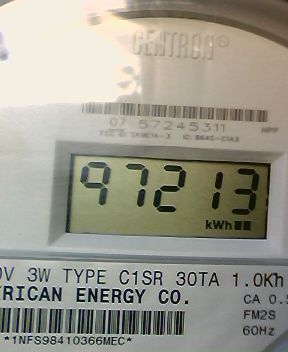 CENTRON®
07 57245311
97213
kWh
V 3W TYPE C1SR 30TA 1.0Kh
RICAN ENERGY CO.
CA 0.5
FM2S
60Hz
*1NFS98410366MEC*